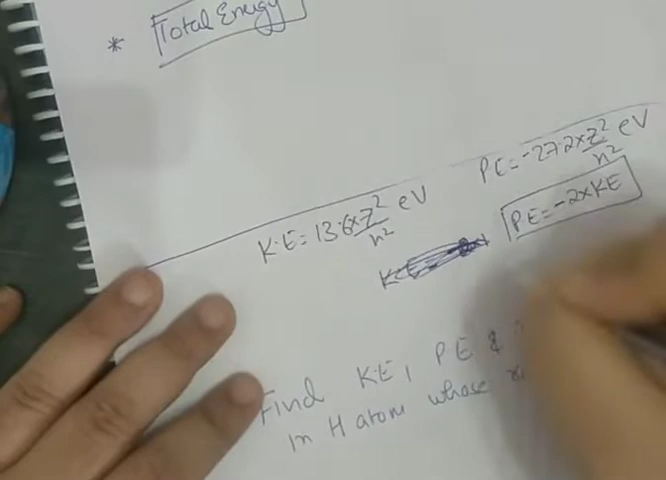 * Total Energy
K.E = 13.6 x Z²/n² eV
PE = -27.2 x Z²/n² eV
PE = -2xKE
Find KE, PE &
in H atom whose